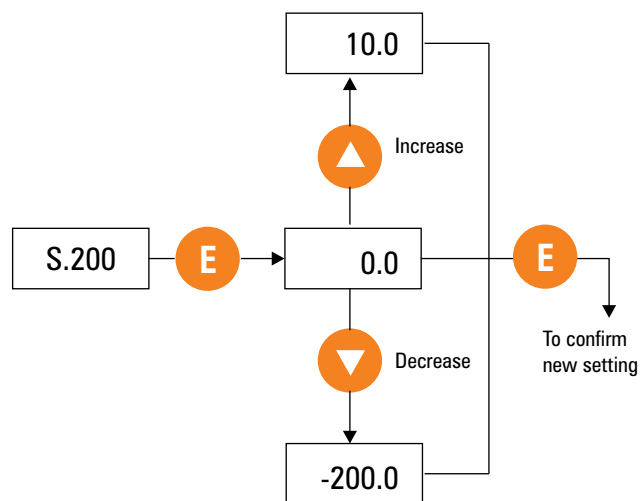 10.0
Increase
S.200
E
0.0
E
To confirm
new setting
Decrease
-200.0